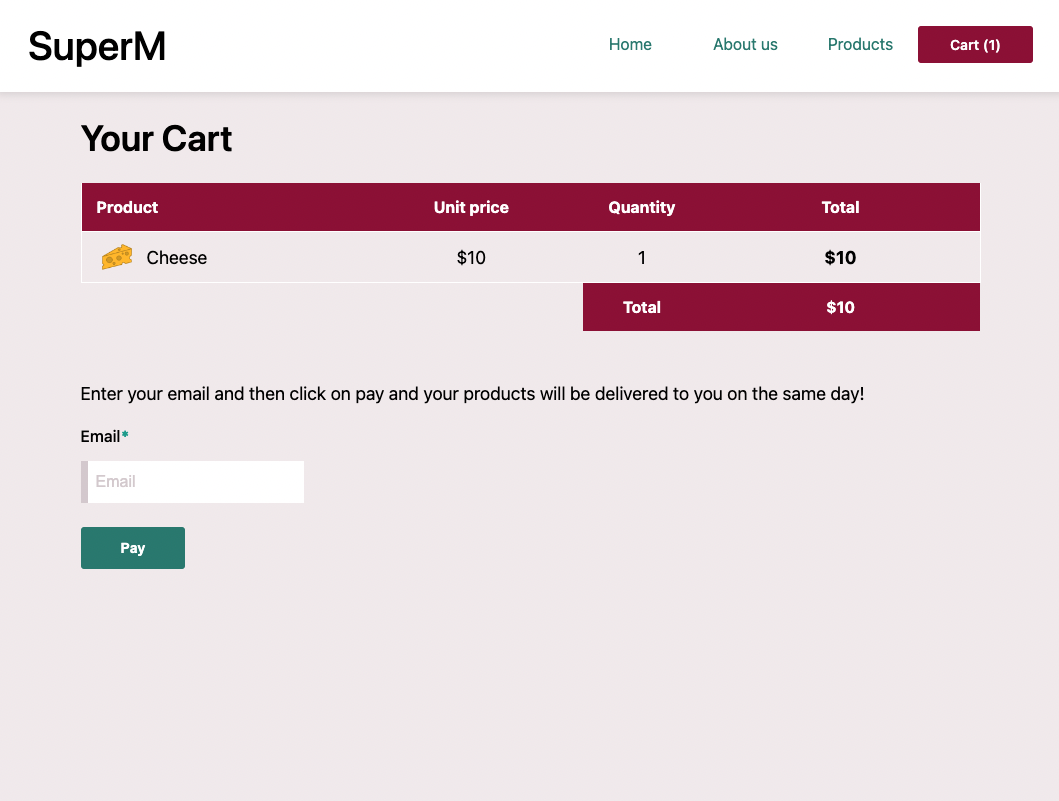 SuperM
Home About us Products Cart (1)
Your Cart
Product Unit price Quantity Total
Cheese $10 1 $10
Total $10
Enter your email and then click on pay and your products will be delivered to you on the same day!
Email*
Email
Pay